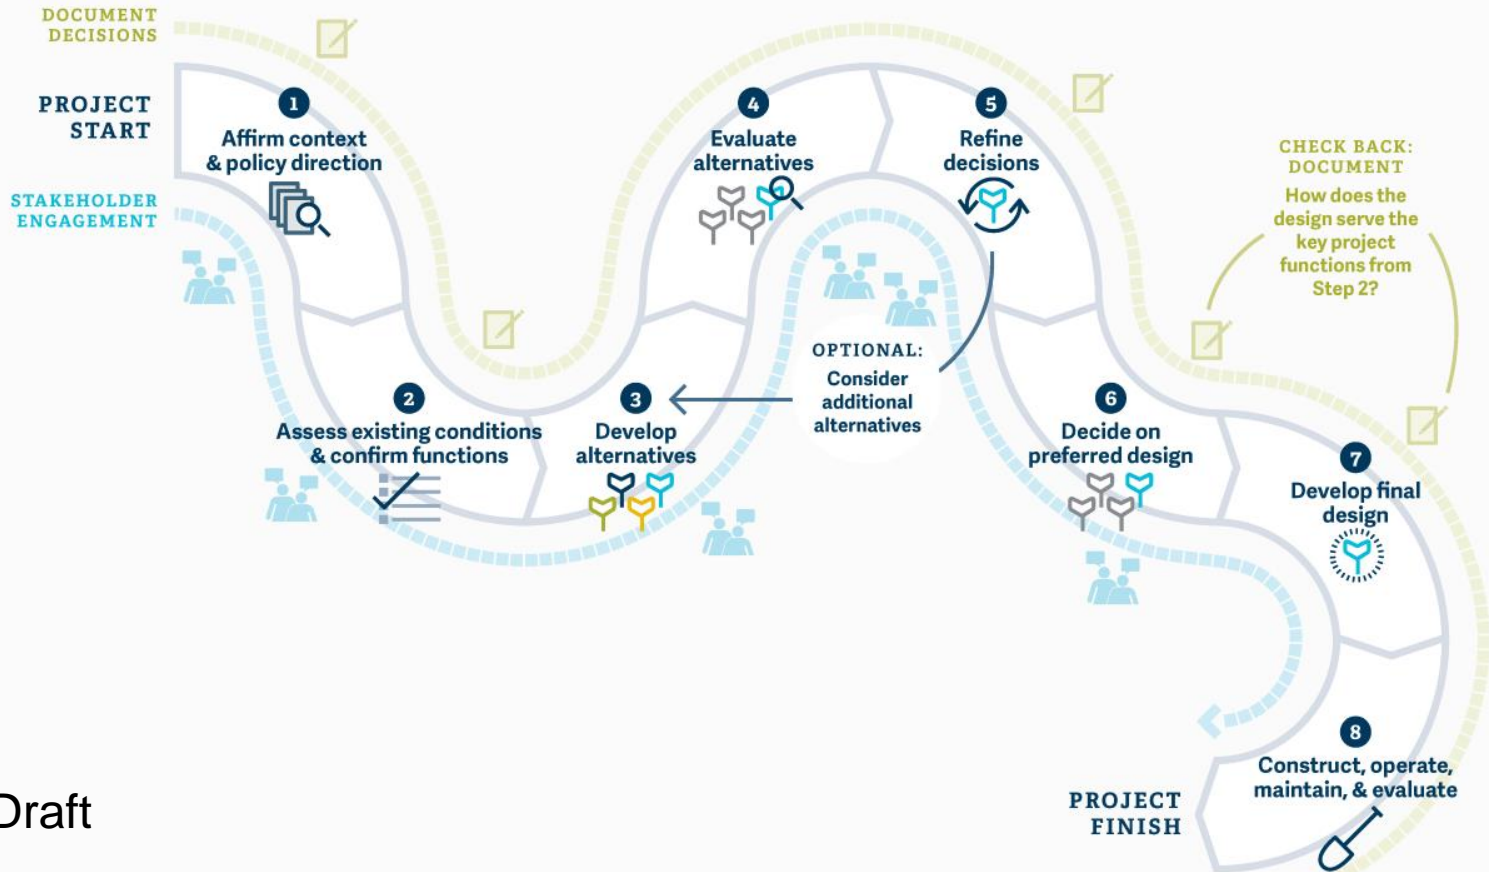 DOCUMENT
DECISIONS
PROJECT
START
STAKEHOLDER
ENGAGEMENT
1
Affirm context
& policy direction
2
Assess existing conditions
& confirm functions
3
Develop
alternatives
4
Evaluate
alternatives
5
Refine
decisions
OPTIONAL:
Consider
additional
alternatives
6
Decide on
preferred design
CHECK BACK:
DOCUMENT
How does the
design serve the
key project
functions from
Step 2?
7
Develop final
design
8
Construct, operate,
maintain, & evaluate
PROJECT
FINISH
Draft